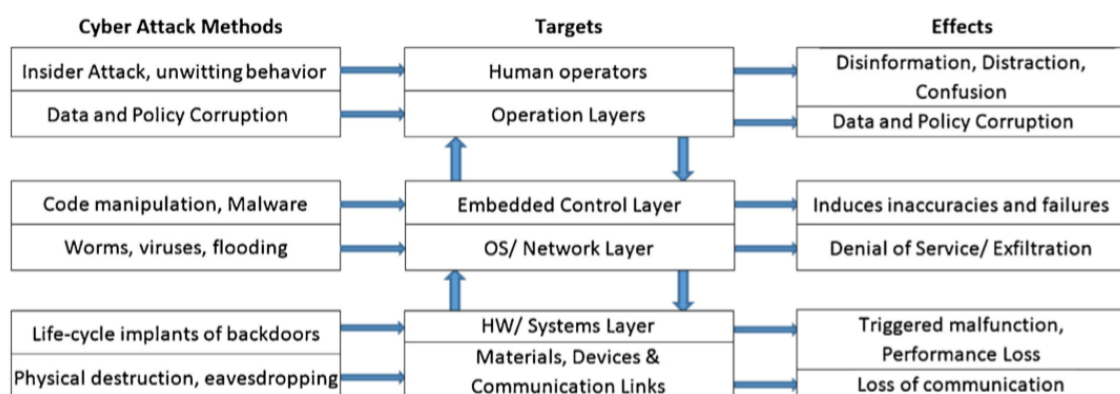 Cyber Attack Methods
Targets
Effects
Insider Attack, unwitting behavior
Human operators
Disinformation, Distraction,
Confusion
Data and Policy Corruption
Operation Layers
Data and Policy Corruption
Code manipulation, Malware
Embedded Control Layer
Induces inaccuracies and failures
Worms, viruses, flooding
OS/ Network Layer
Denial of Service/ Exfiltration
Life-cycle implants of backdoors
HW/ Systems Layer
Triggered malfunction,
Performance Loss
Physical destruction, eavesdropping
Materials, Devices &
Communication Links
Loss of communication